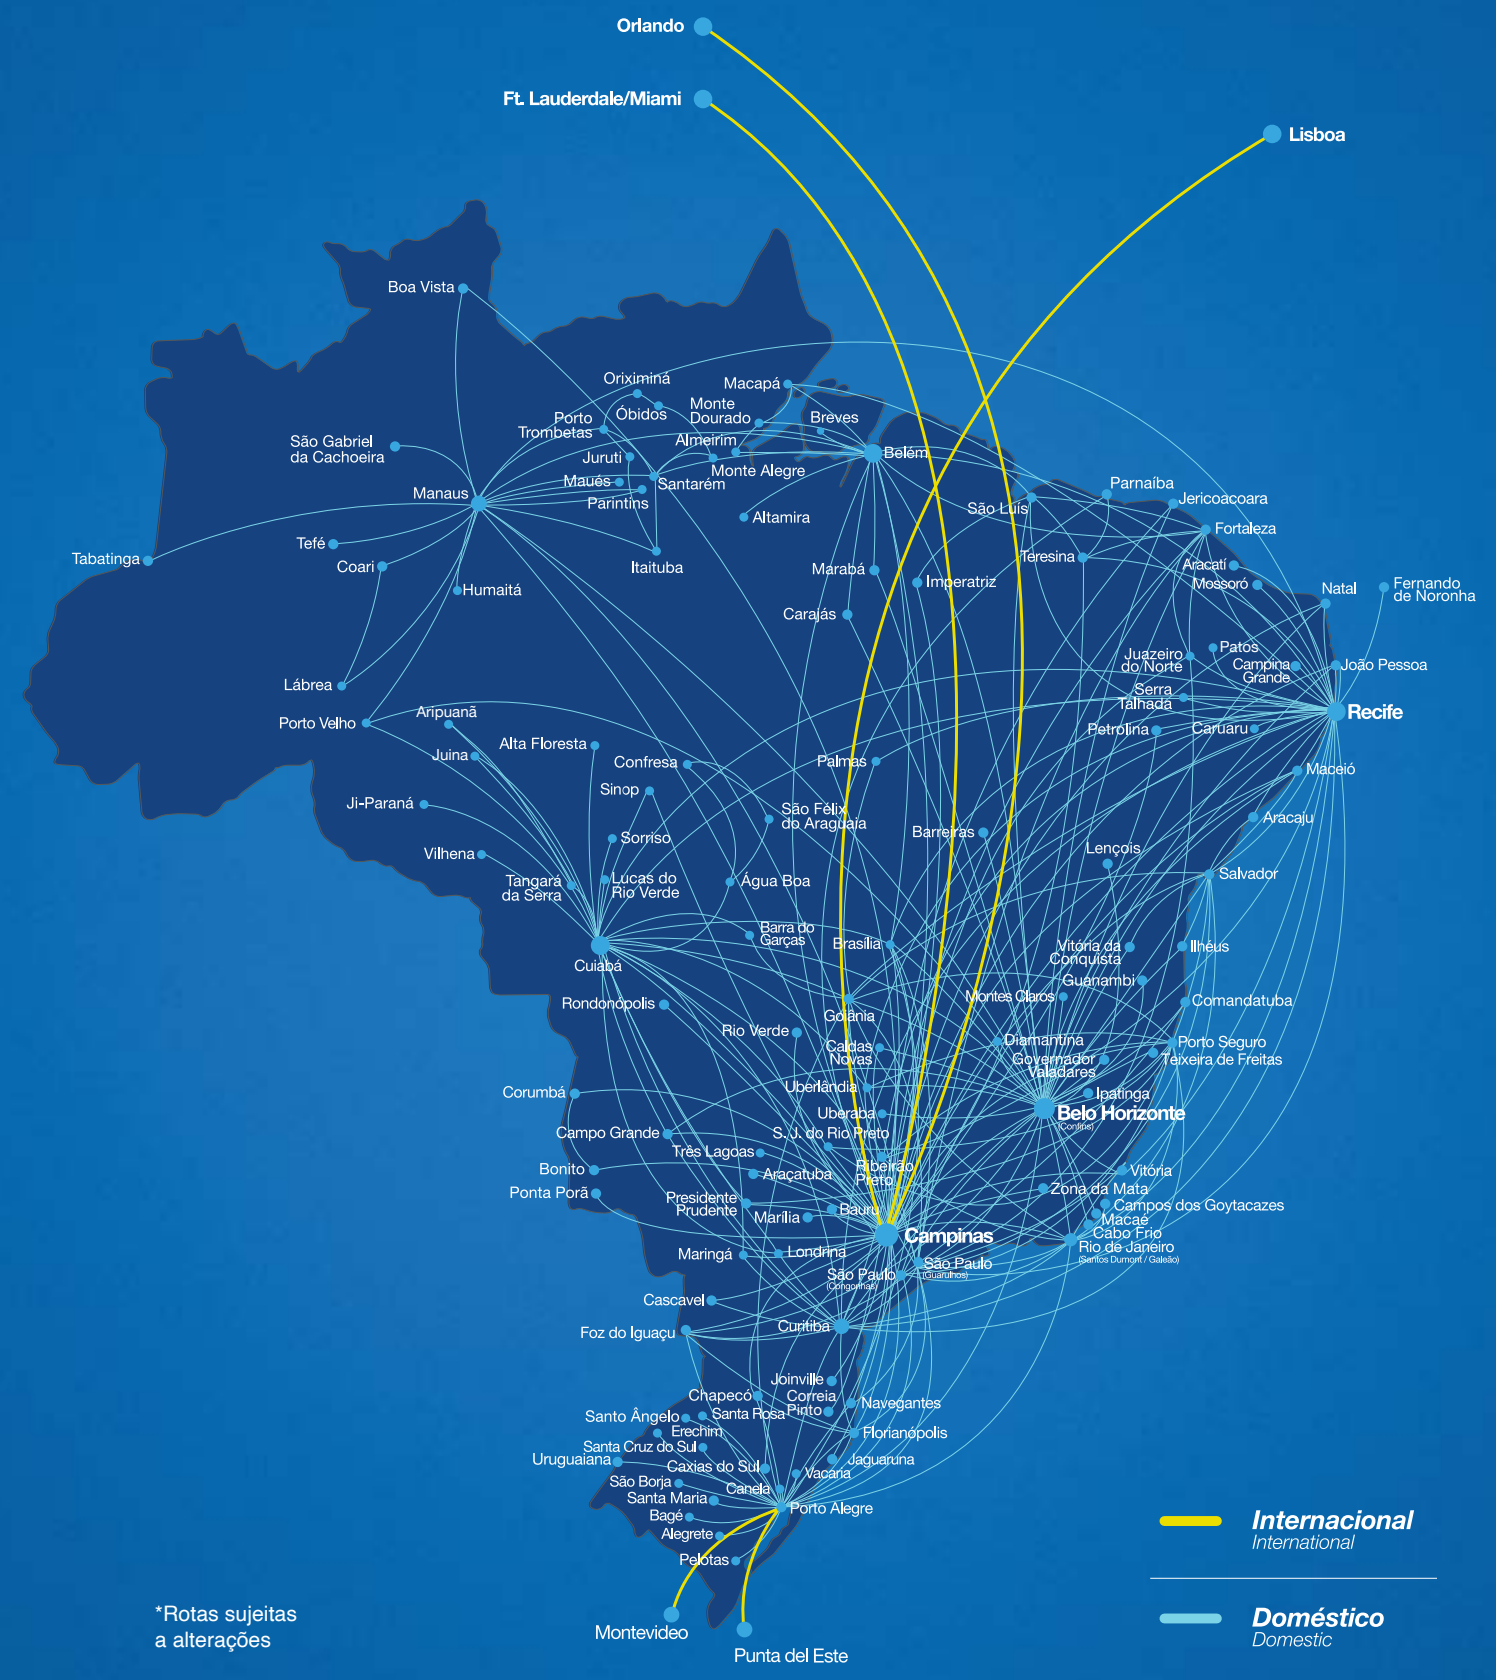 Orlando
Ft. Lauderdale/Miami
Lisboa
Boa Vista
Oriximiná
Óbidos
Macapá
Monte
Dourado
Breves
Porto
Trombetas
Almeirim
Belém
São Gabriel
da Cachoeira
Juruti
Monte Alegre
Maués
Santarém
Parintins
Manaus
Altamira
São Luis
Parnaíba
Jericoacoara
Fortaleza
Tabatinga
Tefé
Coari
Itaituba
Humaitá
Marabá
Imperatriz
Teresina
Aracatí
Mossoró
Natal
Fernando
de Noronha
Carajás
Juazeiro
do Norte
Patos
Campina
Grande
João Pessoa
Lábrea
Serra
Talhada
Recife
Porto Velho
Aripuanã
Petrolina
Caruaru
Juina
Alta Floresta
Confresa
Palmas
Maceió
Sinop
Ji-Paraná
São Félix
do Araguaia
Aracaju
Sorriso
Barreiras
Lençois
Vilhena
Tangará
da Serra
Lucas do
Rio Verde
Água Boa
Salvador
Barra do
Garças
Brasília
Vitória da
Conquista
Ilhéus
Cuiabá
Guanambi
Rondonópolis
Montes Claros
Comandatuba
Goiânia
Rio Verde
Caldas
Novas
Diamantina
Porto Seguro
Governador
Valadares
Teixeira de Freitas
Corumbá
Uberlândia
Ipatinga
Uberaba
Belo Horizonte
(Confins)
Campo Grande
S. J. do Rio Preto
Três Lagoas
Ribeirão
Preto
Bonito
Araçatuba
Vitória
Ponta Porã
Zona da Mata
Presidente
Prudente
Bauru
Campos dos Goytacazes
Marília
Macaé
Cabo Frio
Campinas
Rio de Janeiro
(Santos Dumont / Galeão)
Maringá
Londrina
São Paulo
(Guarulhos)
São Paulo
(Congonhas)
Cascavel
Curitiba
Foz do Iguaçu
Joinville
Chapecó
Correia
Pinto
Navegantes
Santo Ângelo
Santa Rosa
Erechim
Florianópolis
Santa Cruz do Sul
Uruguaiana
Caxias do Sul
Jaguaruna
Vacaria
São Borja
Canela
Santa Maria
Porto Alegre
Bagé
Alegrete
Pelotas
Montevideo
Punta del Este
Internacional
International
Doméstico
Domestic
*Rotas sujeitas
a alterações